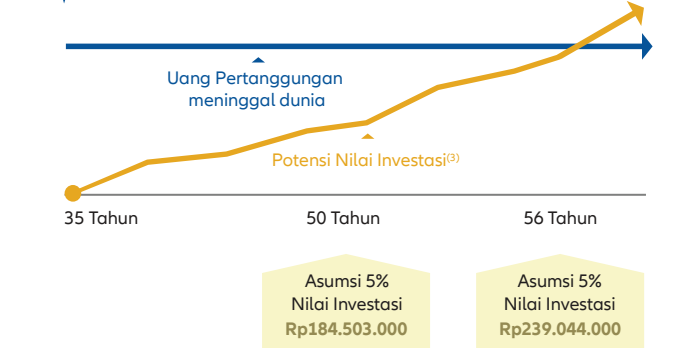 Uang Pertanggungan
meninggal dunia
Potensi Nilai Investasi(3)
35 Tahun
50 Tahun
56 Tahun
Asumsi 5%
Nilai Investasi
Rp184.503.000
Asumsi 5%
Nilai Investasi
Rp239.044.000